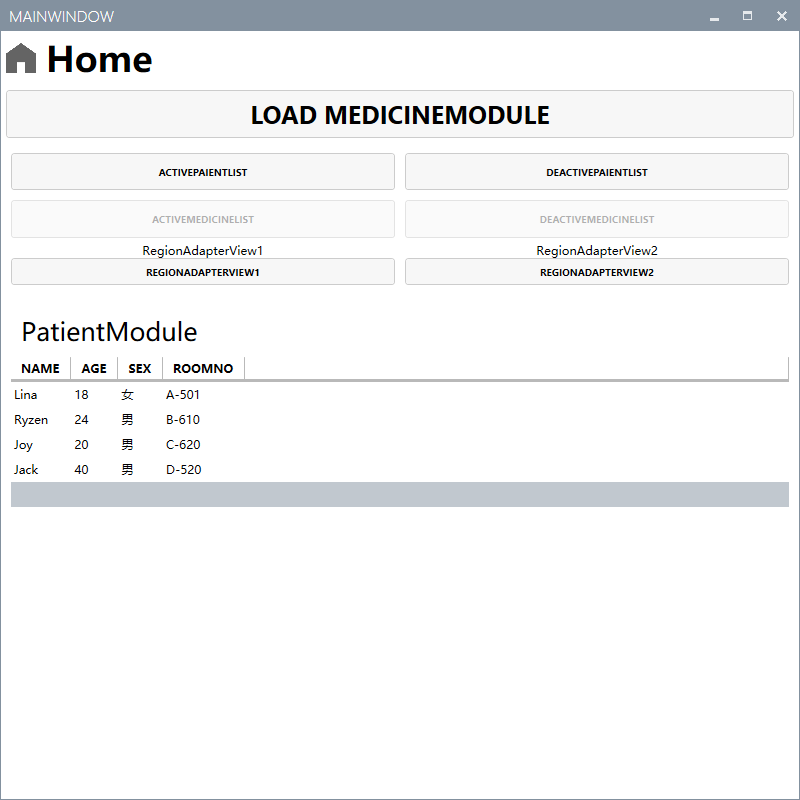 MAINWINDOW
Home
LOAD MEDICINEMODULE
ACTIVEPAIENTLIST DEACTIVEPAIENTLIST
ACTIVEMEDICINELIST DEACTIVEMEDICINELIST
RegionAdapterView1 RegionAdapterView2
REGIONADAPTERVIEW1 REGIONADAPTERVIEW2
PatientModule
NAME AGE SEX ROOMNO
Lina 18 女 A-501
Ryzen 24 男 B-610
Joy 20 男 C-620
Jack 40 男 D-520